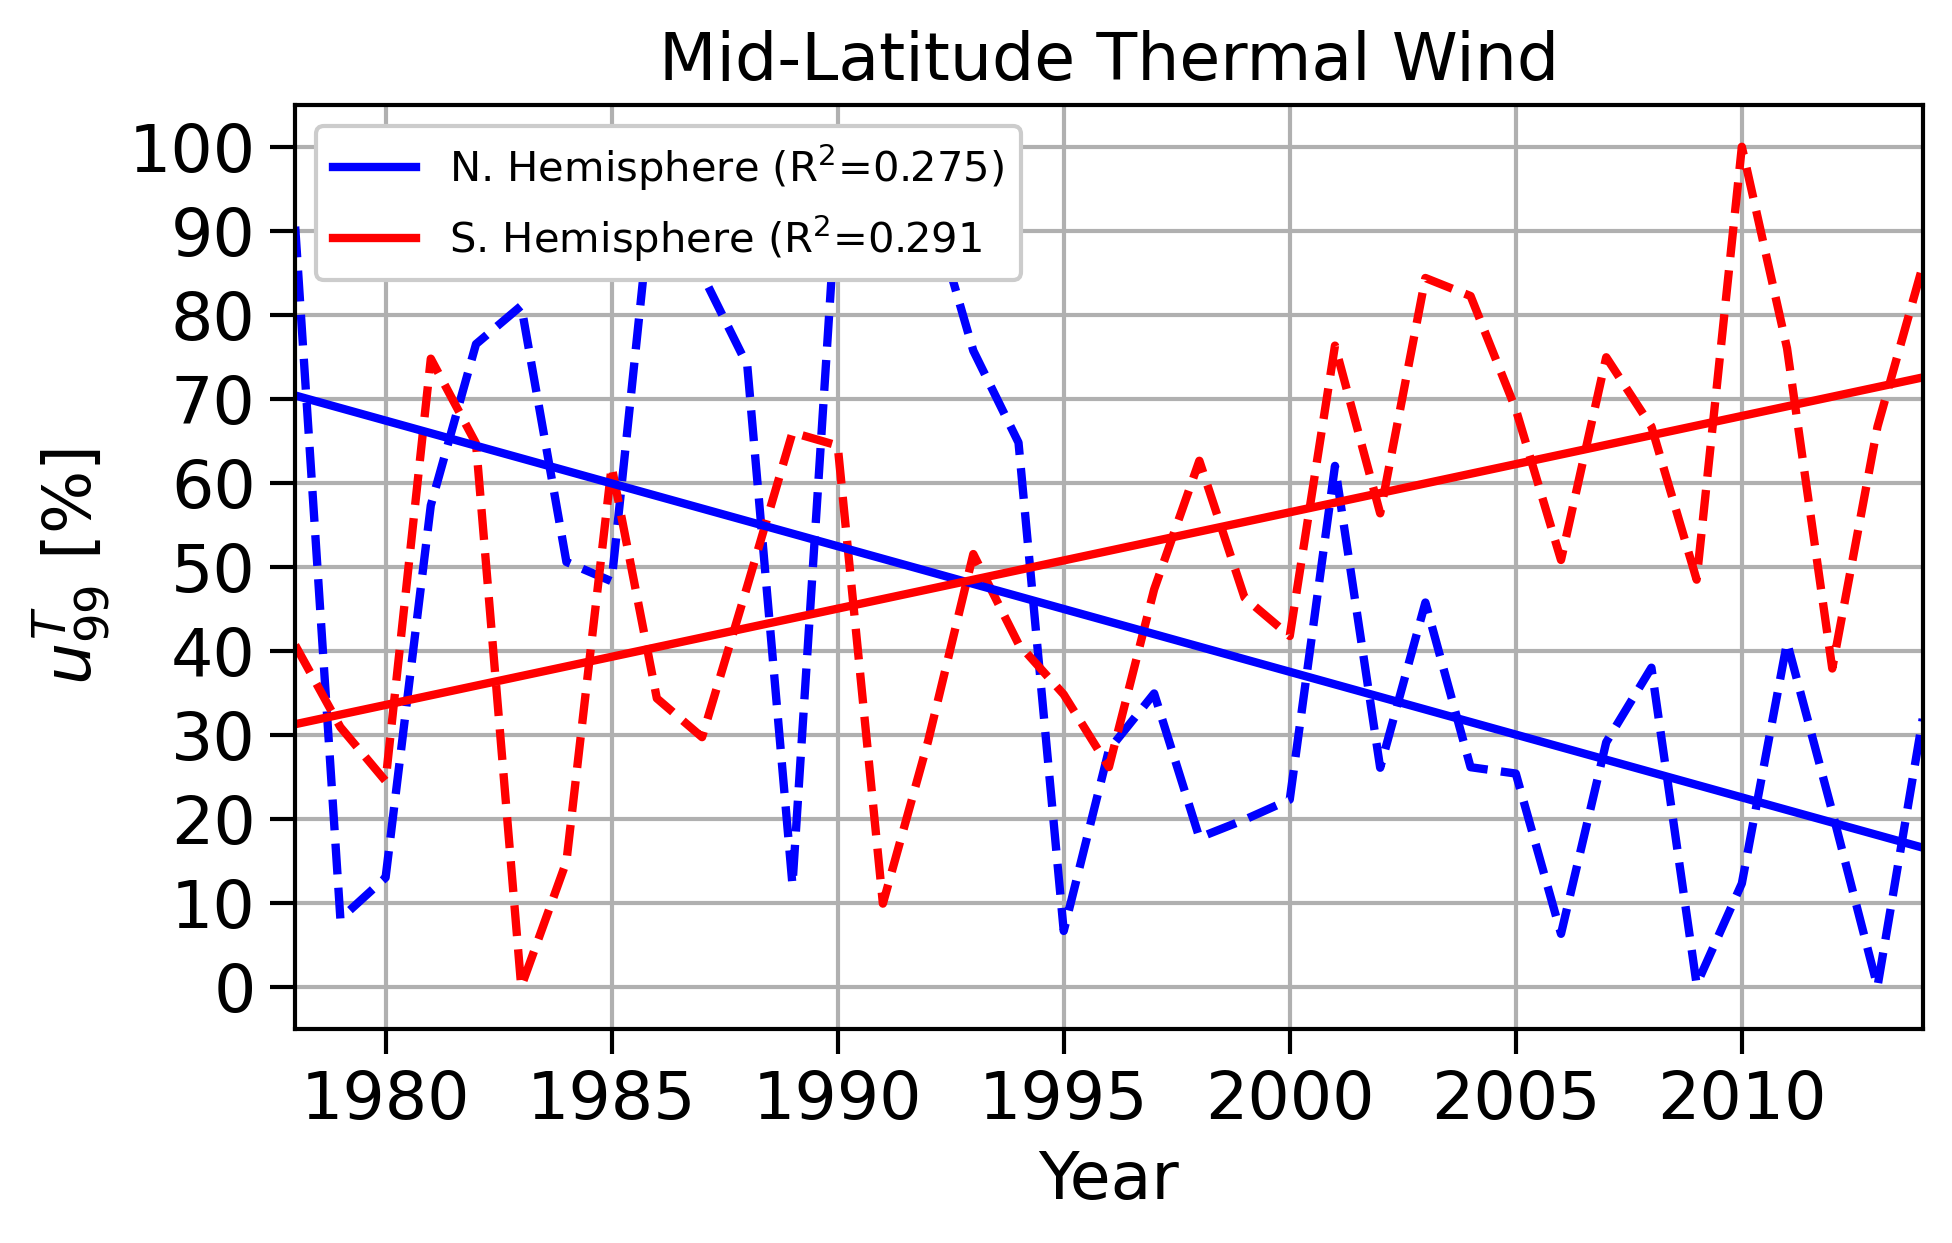 Mid-Latitude Thermal Wind
N. Hemisphere (R²=0.275)
S. Hemisphere (R²=0.291
100
90
80
70
60
50
40
30
20
10
0
u₉₉ᵀ [%]
1980 1985 1990 1995 2000 2005 2010
Year